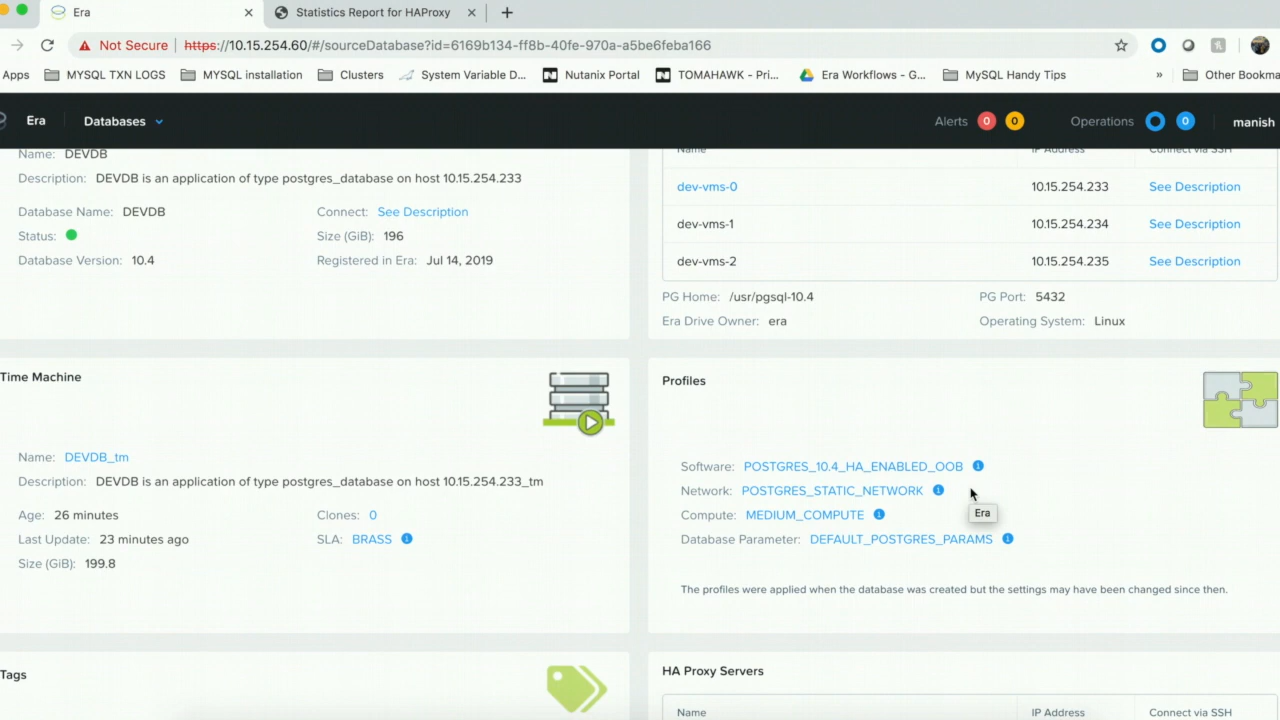 Era
Statistics Report for HAProxy
Not Secure
https://10.15.254.60/#/sourceDatabase?id=6169b134-ff8b-40fe-970a-a5be6feba166
Apps
MYSQL TXN LOGS
MYSQL installation
Clusters
System Variable D...
Nutanix Portal
TOMAHAWK - Pri...
Era Workflows - G...
MySQL Handy Tips
»
Other Bookma
Era
Databases
Alerts 0 0
Operations 0
manish
Name: DEVDB
Description: DEVDB is an application of type postgres_database on host 10.15.254.233
Database Name: DEVDB
Connect: See Description
Status:
Size (GiB): 196
Database Version: 10.4
Registered in Era: Jul 14, 2019
Name IP Address Connect via SSH
dev-vms-0 10.15.254.233 See Description
dev-vms-1 10.15.254.234 See Description
dev-vms-2 10.15.254.235 See Description
PG Home: /usr/pgsql-10.4
PG Port: 5432
Era Drive Owner: era
Operating System: Linux
Time Machine
Name: DEVDB_tm
Description: DEVDB is an application of type postgres_database on host 10.15.254.233_tm
Age: 26 minutes
Clones: 0
Last Update: 23 minutes ago
SLA: BRASS
Size (GiB): 199.8
Profiles
Software: POSTGRES_10.4_HA_ENABLED_OOB
Network: POSTGRES_STATIC_NETWORK
Compute: MEDIUM_COMPUTE
Era
Database Parameter: DEFAULT_POSTGRES_PARAMS
The profiles were applied when the database was created but the settings may have been changed since then.
Tags
HA Proxy Servers
Name IP Address Connect via SSH